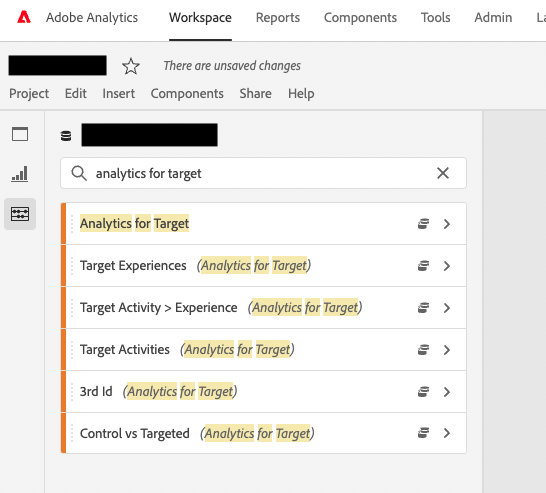 Adobe Analytics Workspace Reports Components Tools Admin
There are unsaved changes
Project Edit Insert Components Share Help
analytics for target
Analytics for Target
Target Experiences (Analytics for Target)
Target Activity > Experience (Analytics for Target)
Target Activities (Analytics for Target)
3rd Id (Analytics for Target)
Control vs Targeted (Analytics for Target)